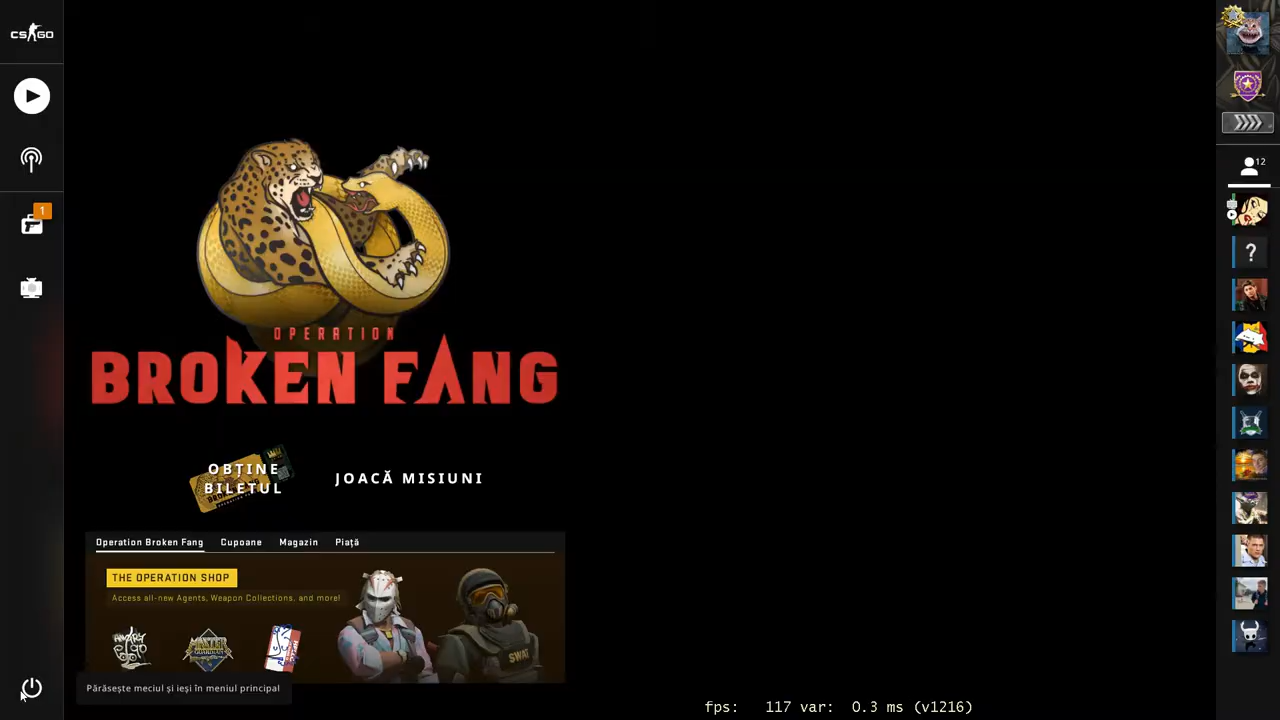 CS GO
1
12
?
OPERATION
BROKEN FANG
OBȚINE
BILETUL
JOACĂ MISIUNI
Operation Broken Fang
Cupoane
Magazin
Piață
THE OPERATION SHOP
Access all-new Agents, Weapon Collections, and more!
SWAT
Părăsește meciul și ieși în meniul principal
fps: 117 var: 0.3 ms (v1216)